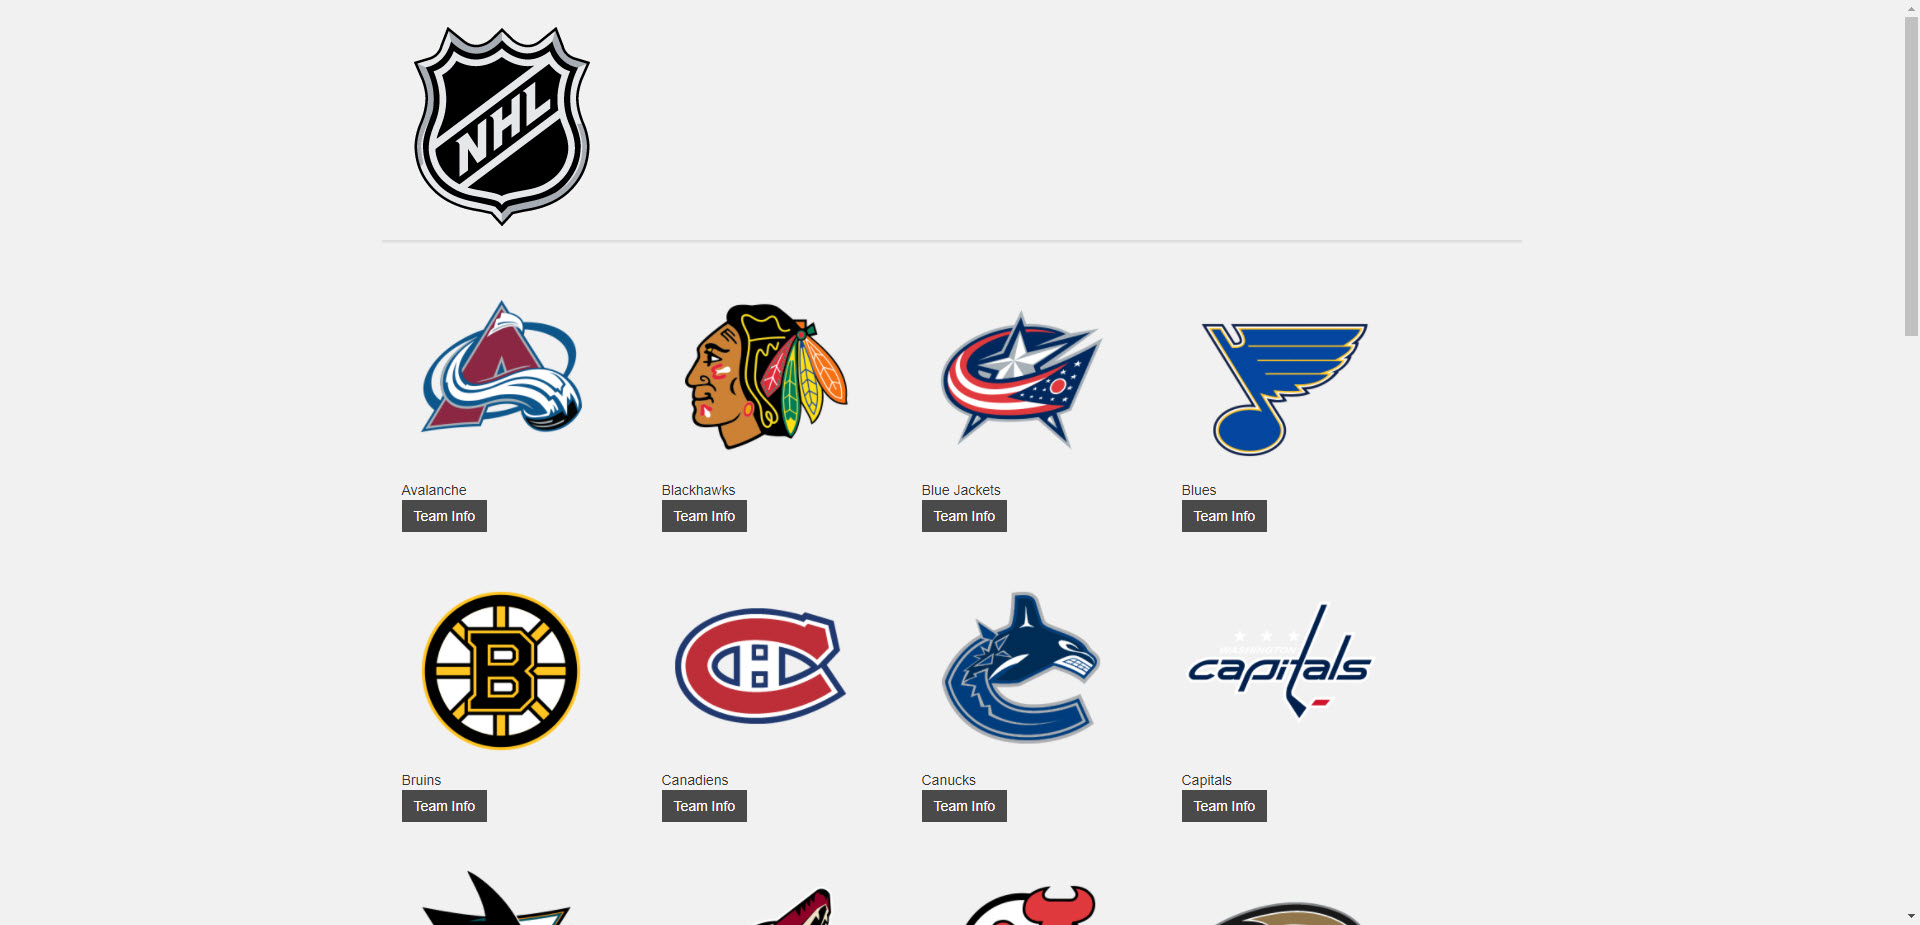 NHL
Avalanche
Team Info
Blackhawks
Team Info
Blue Jackets
Team Info
Blues
Team Info
B
WASHINGTON
capitals
Bruins
Team Info
Canadiens
Team Info
Canucks
Team Info
Capitals
Team Info